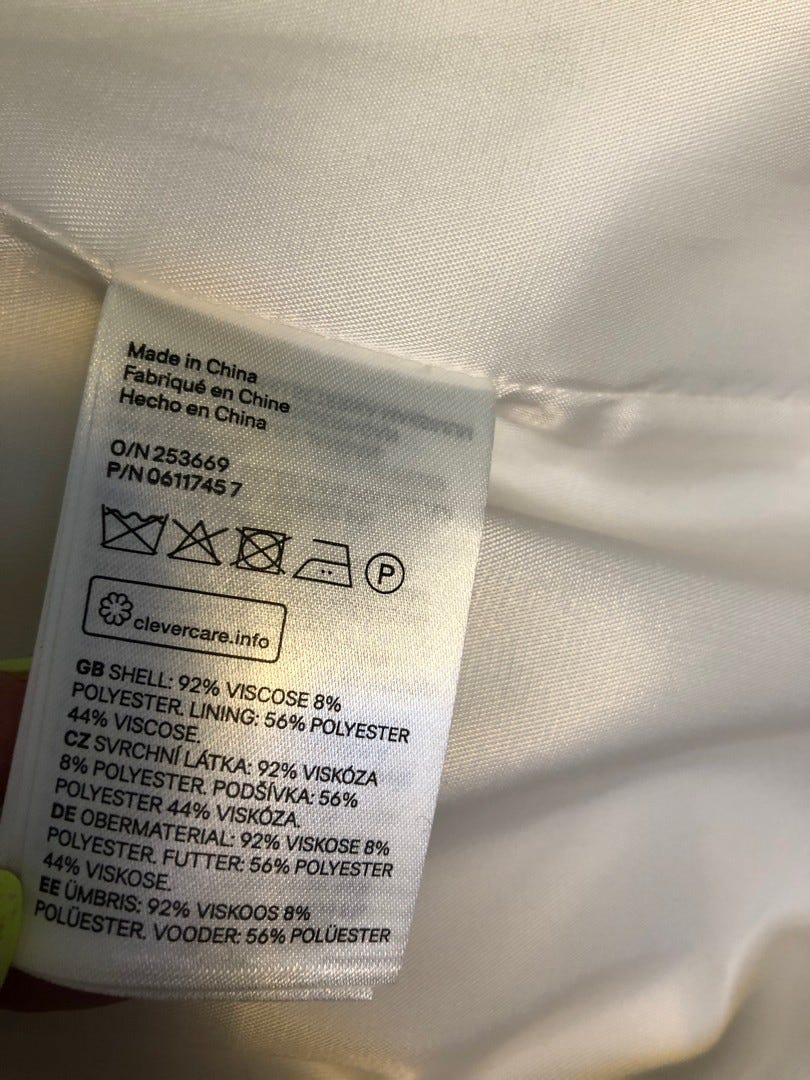 Made in China
Fabriqué en Chine
Hecho en China
O/N 253669
P/N 0611745 7
P
clevercare.info
GB SHELL: 92% VISCOSE 8%
POLYESTER. LINING: 56% POLYESTER
44% VISCOSE.
CZ SVRCHNÍ LÁTKA: 92% VISKÓZA
8% POLYESTER. PODŠÍVKA: 56%
POLYESTER 44% VISKÓZA.
DE OBERMATERIAL: 92% VISKOSE 8%
POLYESTER. FUTTER: 56% POLYESTER
44% VISKOSE.
EE ÜMBRIS: 92% VISKOOS 8%
POLÜESTER. VOODER: 56% POLÜESTER